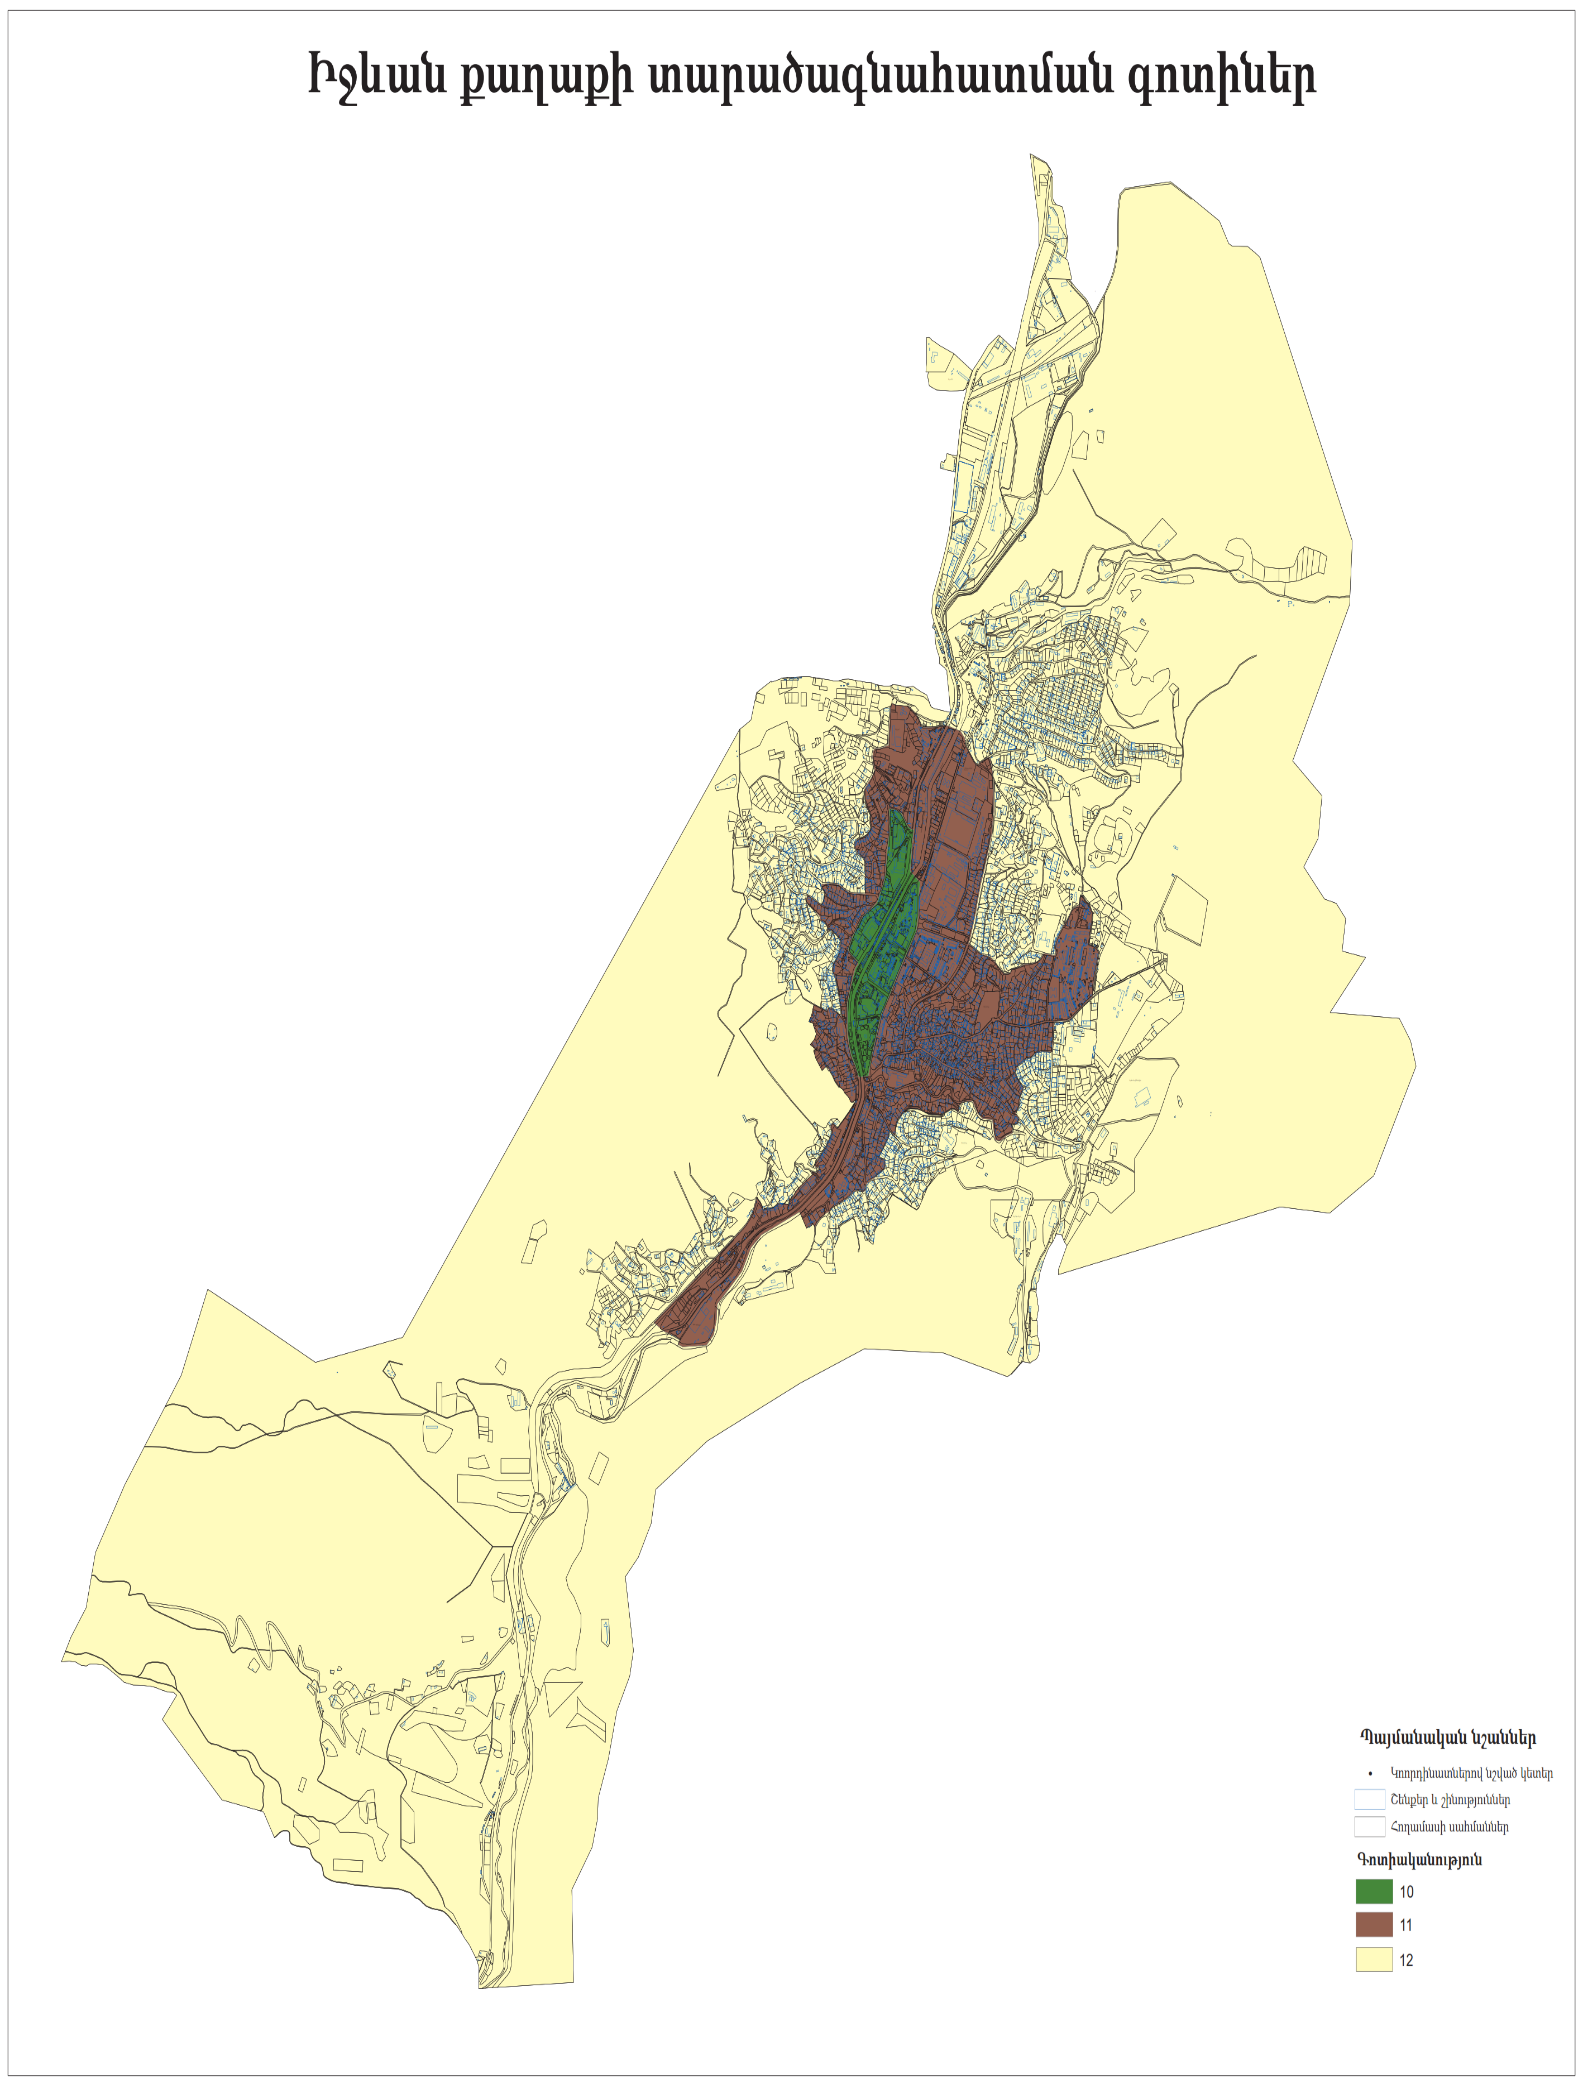 Իջևան քաղաքի տարածագնահատման գոտիներ
Պայմանական նշաններ
Կոորդինատներով նշված կետեր
Շենքեր և շինություններ
Հողամասի սահմաններ
Գոտիականություն
10
11
12